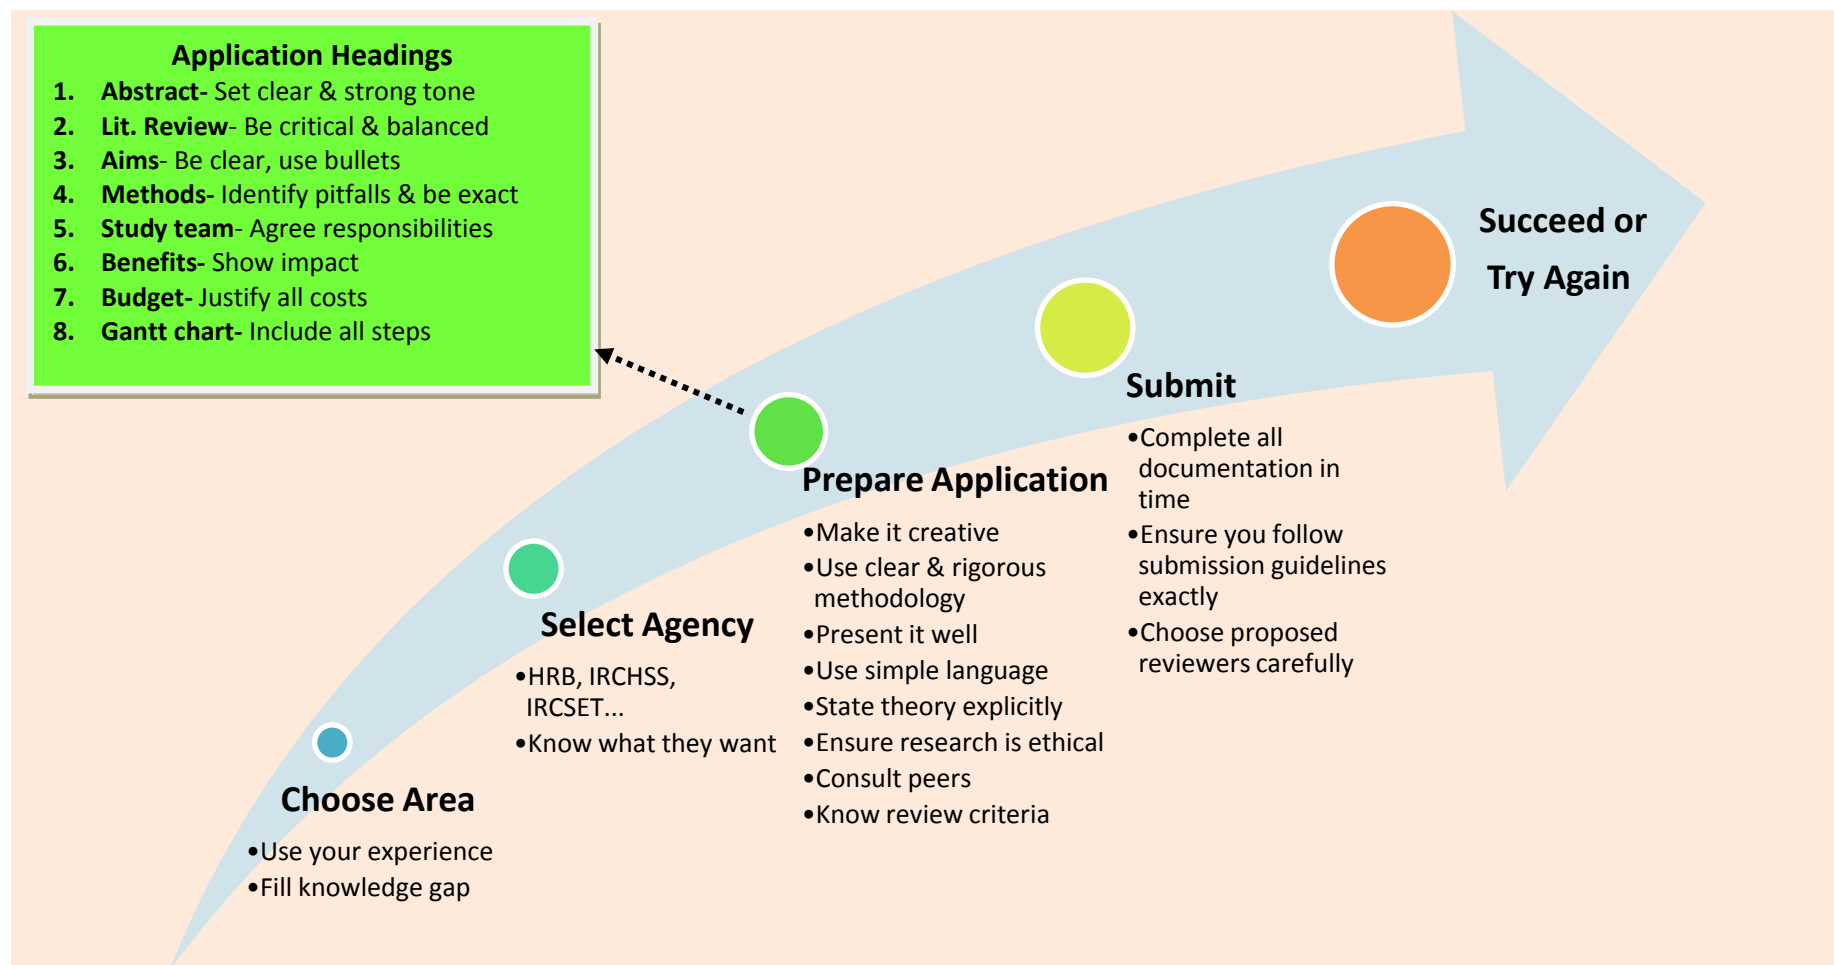 Application Headings
1. Abstract- Set clear & strong tone
2. Lit. Review- Be critical & balanced
3. Aims- Be clear, use bullets
4. Methods- Identify pitfalls & be exact
5. Study team- Agree responsibilities
6. Benefits- Show impact
7. Budget- Justify all costs
8. Gantt chart- Include all steps
Choose Area
•Use your experience
•Fill knowledge gap
Select Agency
•HRB, IRCHSS,
IRCSET...
•Know what they want
Prepare Application
•Make it creative
•Use clear & rigorous
methodology
•Present it well
•Use simple language
•State theory explicitly
•Ensure research is ethical
•Consult peers
•Know review criteria
Submit
•Complete all
documentation in
time
•Ensure you follow
submission guidelines
exactly
•Choose proposed
reviewers carefully
Succeed or
Try Again